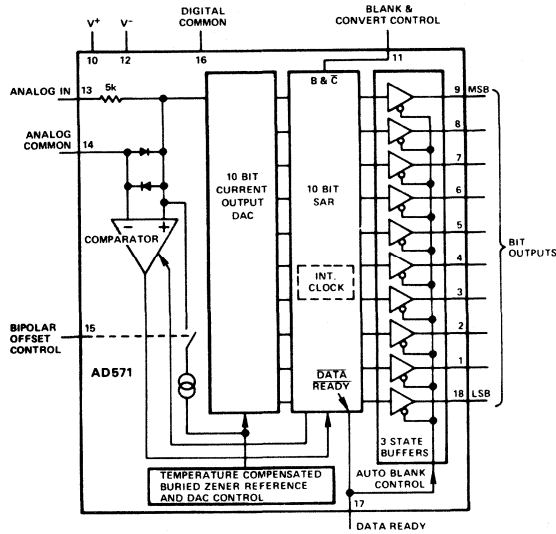 V+
V-
DIGITAL
COMMON
BLANK &
CONVERT CONTROL
10
12
16
11
ANALOG IN
13
5k
B & C̅
9
MSB
ANALOG
COMMON
14
8
7
10 BIT
CURRENT
OUTPUT
DAC
10 BIT
SAR
6
−
+
COMPARATOR
5
BIT
OUTPUTS
4
INT.
CLOCK
3
BIPOLAR
OFFSET
CONTROL
15
2
AD571
DATA
READY
1
18
LSB
3 STATE
BUFFERS
TEMPERATURE COMPENSATED
BURIED ZENER REFERENCE
AND DAC CONTROL
AUTO BLANK
CONTROL
17
DATA READY